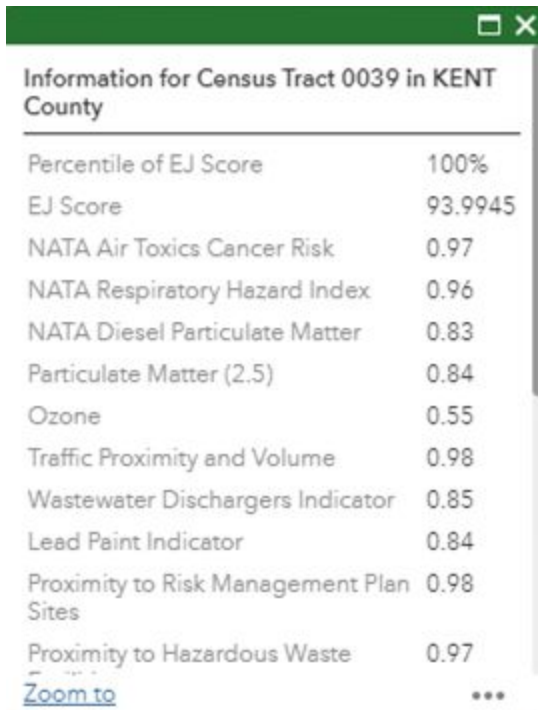 Information for Census Tract 0039 in KENT
County
Percentile of EJ Score 100%
EJ Score 93.9945
NATA Air Toxics Cancer Risk 0.97
NATA Respiratory Hazard Index 0.96
NATA Diesel Particulate Matter 0.83
Particulate Matter (2.5) 0.84
Ozone 0.55
Traffic Proximity and Volume 0.98
Wastewater Dischargers Indicator 0.85
Lead Paint Indicator 0.84
Proximity to Risk Management Plan 0.98
Sites
Proximity to Hazardous Waste 0.97
Zoom to